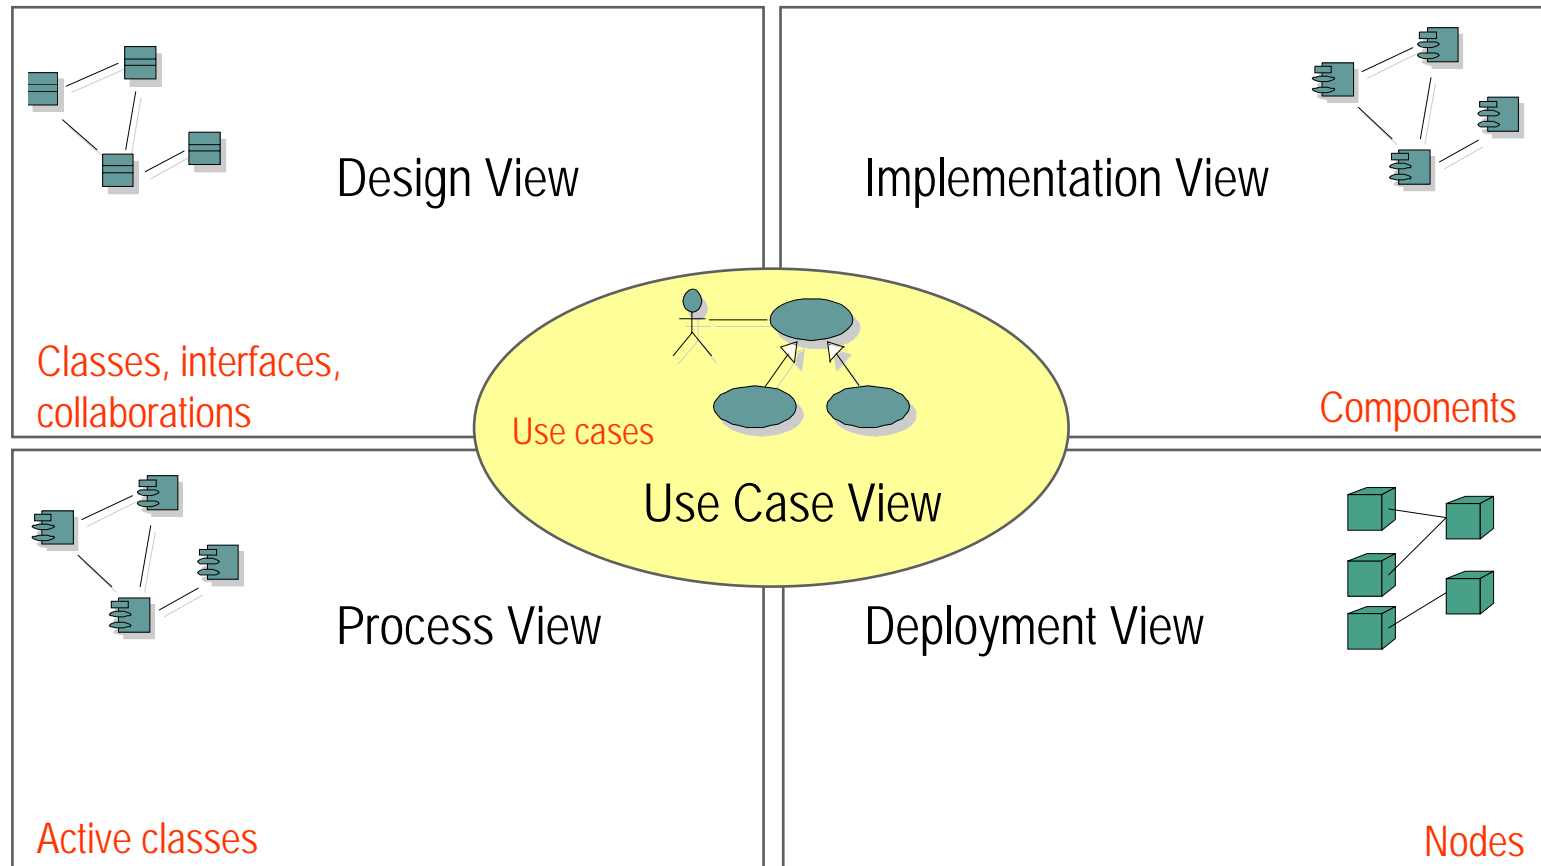 Design View
Implementation View
Classes, interfaces,
collaborations
Components
Use cases
Use Case View
Process View
Deployment View
Active classes
Nodes